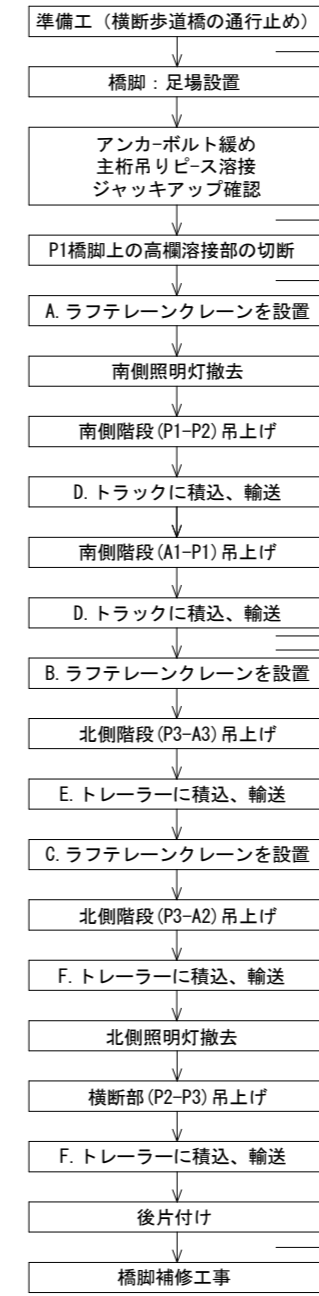 準備工（横断歩道橋の通行止め）
橋脚：足場設置
アンカｰボルト緩め
主桁吊りピｰス溶接
ジャッキアップ確認
P1橋脚上の高欄溶接部の切断
A.ラフテレーンクレーンを設置
南側照明灯撤去
南側階段(P1-P2)吊上げ
D.トラックに積込、輸送
南側階段(A1-P1)吊上げ
D.トラックに積込、輸送
B.ラフテレーンクレーンを設置
北側階段(P3-A3)吊上げ
E.トレーラーに積込、輸送
C.ラフテレーンクレーンを設置
北側階段(P3-A2)吊上げ
F.トレーラーに積込、輸送
北側照明灯撤去
横断部(P2-P3)吊上げ
F.トレーラーに積込、輸送
後片付け
橋脚補修工事